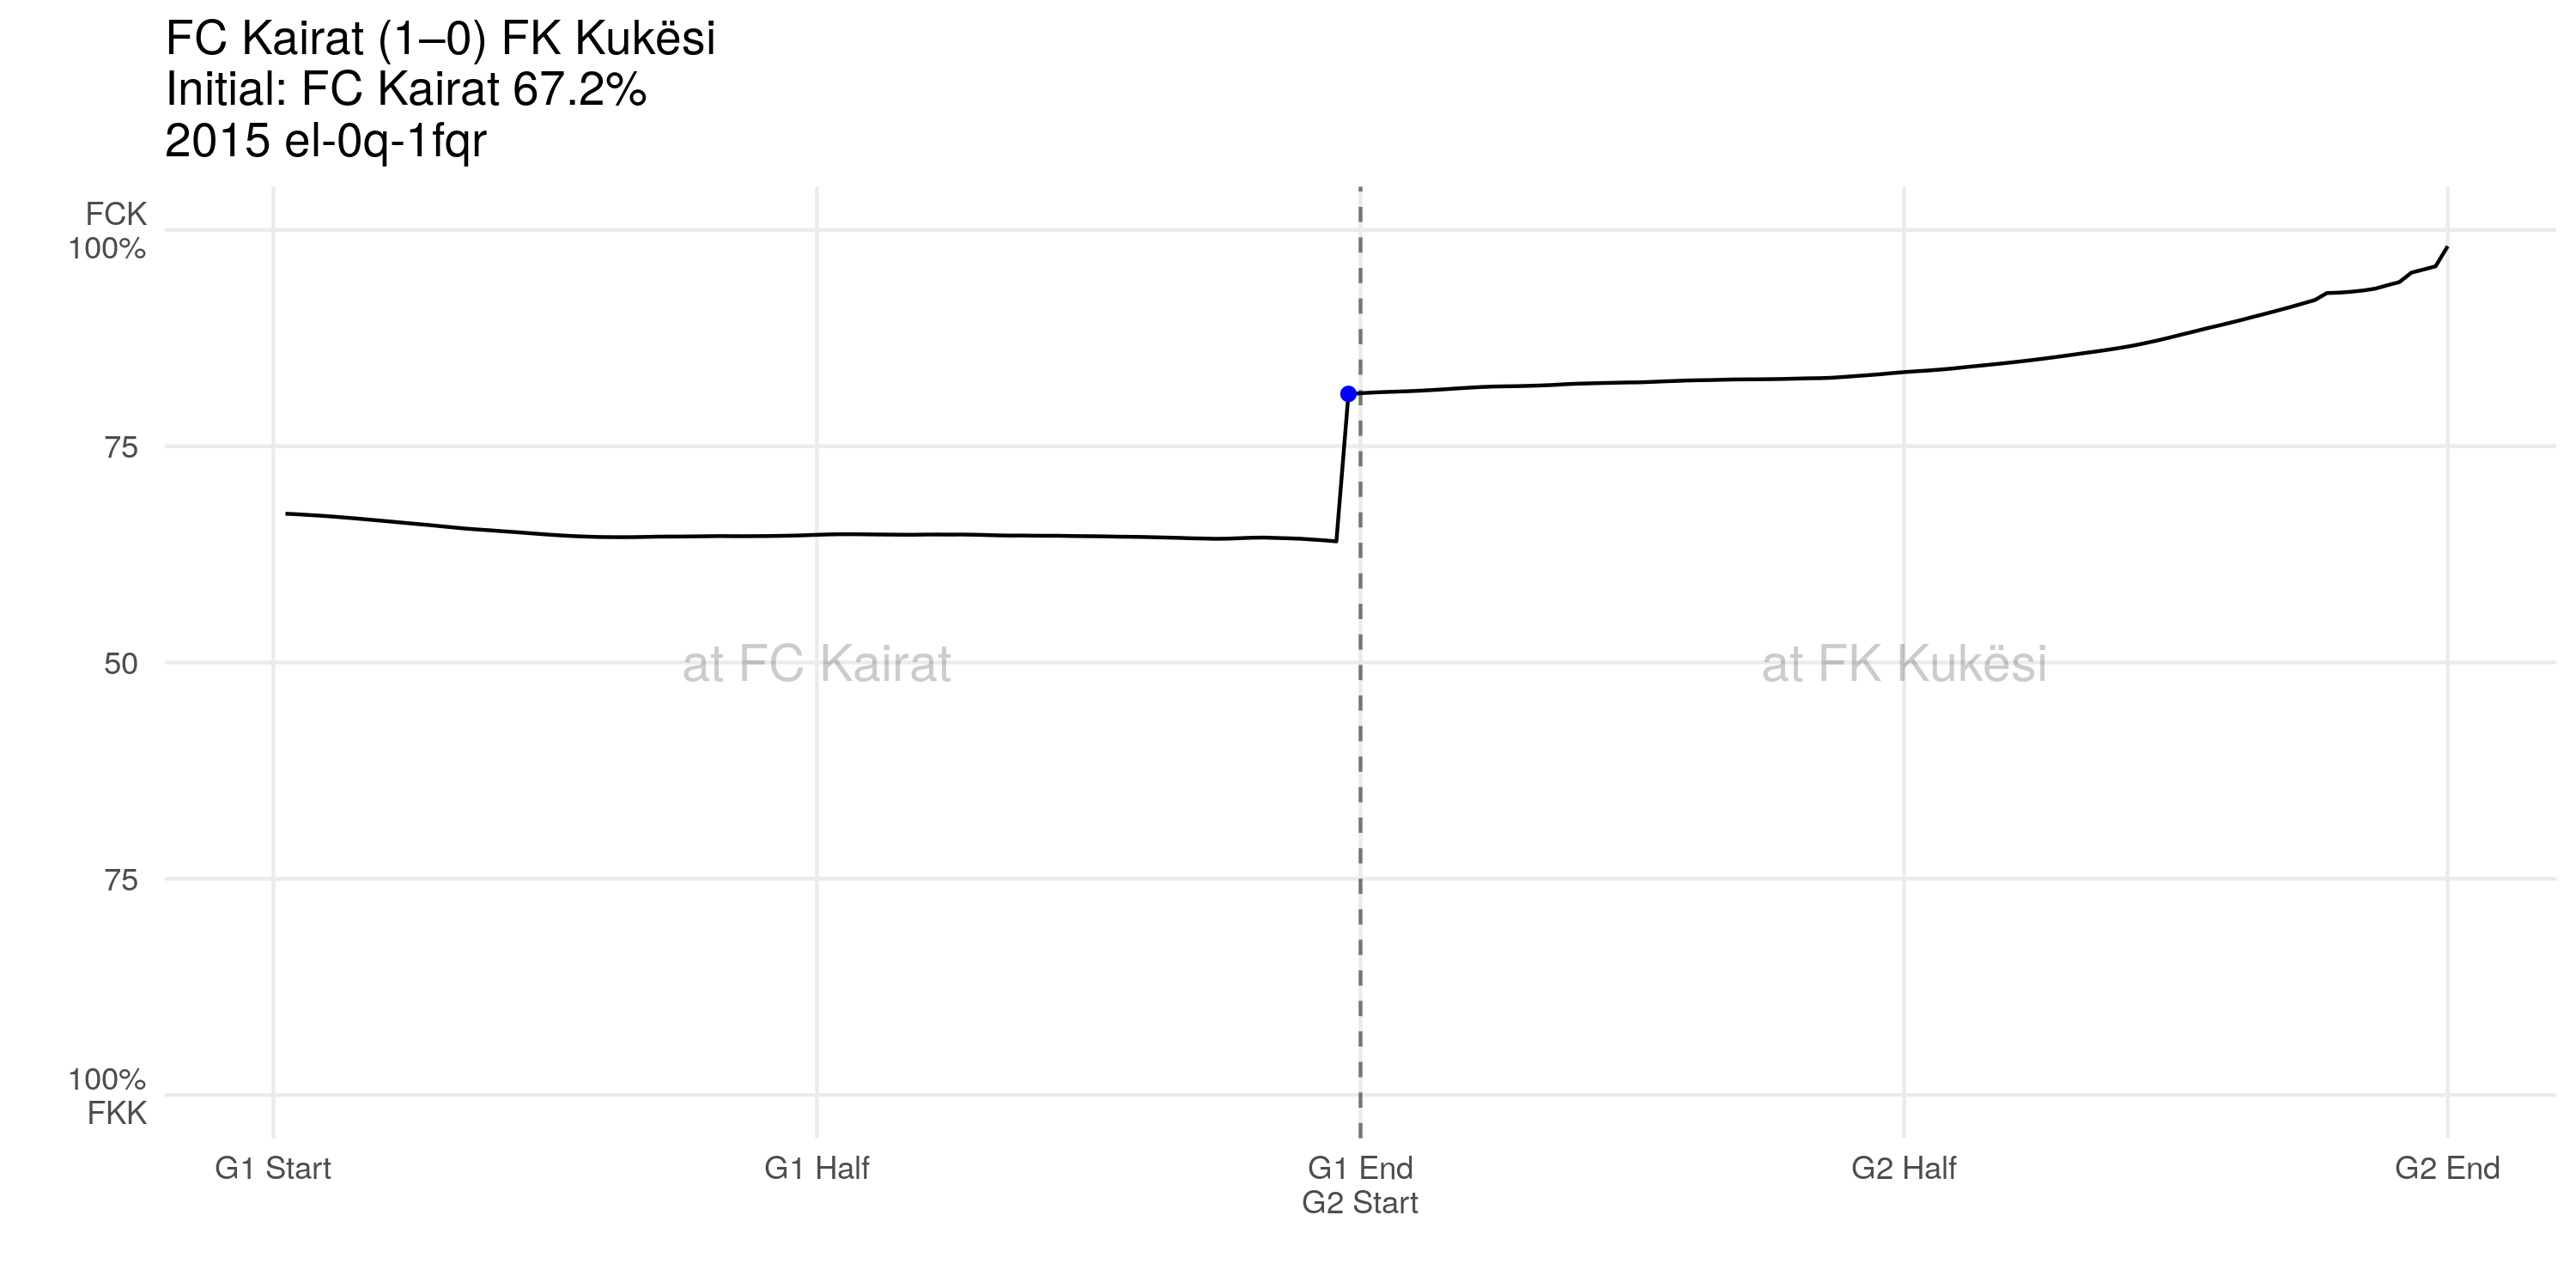 FC Kairat (1–0) FK Kukësi
Initial: FC Kairat 67.2%
2015 el-0q-1fqr
FCK
100%
75
50
75
100%
FKK
at FC Kairat
at FK Kukësi
G1 Start
G1 Half
G1 End
G2 Start
G2 Half
G2 End